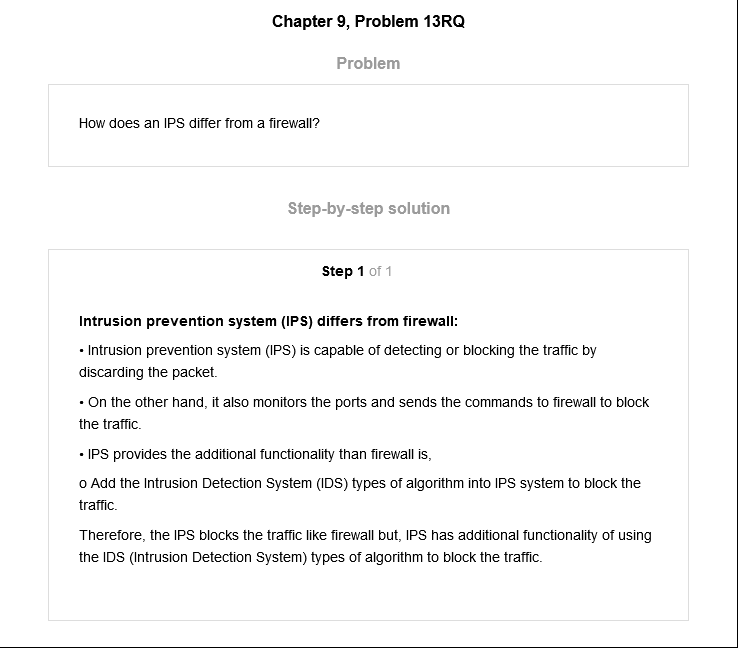 Chapter 9, Problem 13RQ
Problem
How does an IPS differ from a firewall?
Step-by-step solution
Step 1 of 1
Intrusion prevention system (IPS) differs from firewall:
• Intrusion prevention system (IPS) is capable of detecting or blocking the traffic by
discarding the packet.
• On the other hand, it also monitors the ports and sends the commands to firewall to block
the traffic.
• IPS provides the additional functionality than firewall is,
o Add the Intrusion Detection System (IDS) types of algorithm into IPS system to block the
traffic.
Therefore, the IPS blocks the traffic like firewall but, IPS has additional functionality of using
the IDS (Intrusion Detection System) types of algorithm to block the traffic.